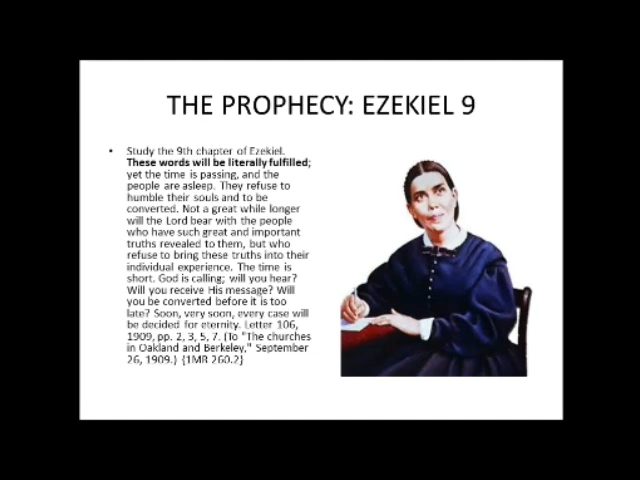 THE PROPHECY: EZEKIEL 9
• Study the 9th chapter of Ezekiel.
These words will be literally fulfilled;
yet the time is passing, and the
people are asleep. They refuse to
humble their souls and to be
converted. Not a great while longer
will the Lord bear with the people
who have such great and important
truths revealed to them, but who
refuse to bring these truths into their
individual experience. The time is
short. God is calling; will you hear?
Will you receive His message? Will
you be converted before it is too
late? Soon, very soon, every case will
be decided for eternity. Letter 106,
1909, pp. 2, 3, 5, 7. (To "The churches
in Oakland and Berkeley," September
26, 1909.) {1MR 260.2}